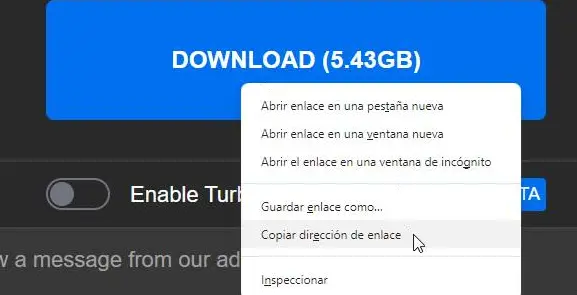 DOWNLOAD (5.43GB)
Abrir enlace en una pestaña nueva
Abrir enlace en una ventana nueva
Abrir el enlace en una ventana de incógnito
Enable Turb
TA
Guardar enlace como...
Copiar dirección de enlace
w a message from our ad
Inspeccionar